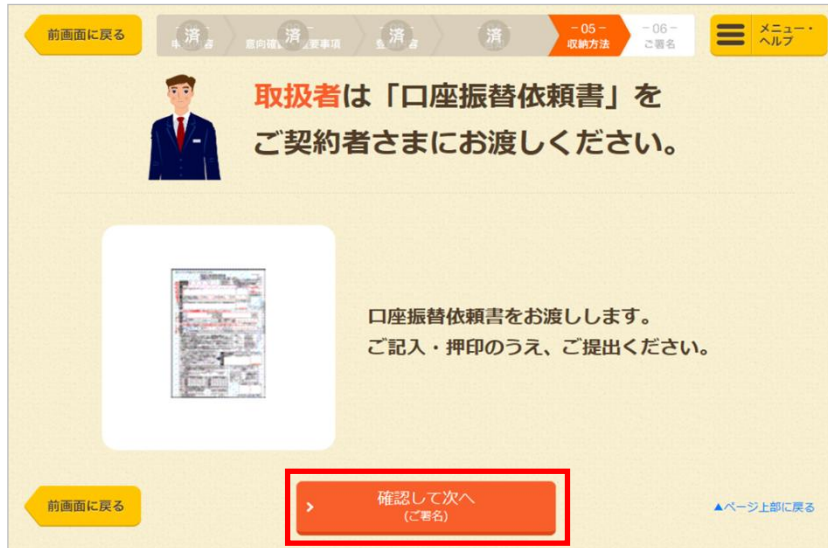 前画面に戻る
済
済
済
済
－05－
収納方法
－06－
ご署名
メニュー・
ヘルプ
取扱者は「口座振替依頼書」を
ご契約者さまにお渡しください。
口座振替依頼書をお渡しします。
ご記入・押印のうえ、ご提出ください。
前画面に戻る
確認して次へ
(ご署名)
▲ページ上部に戻る